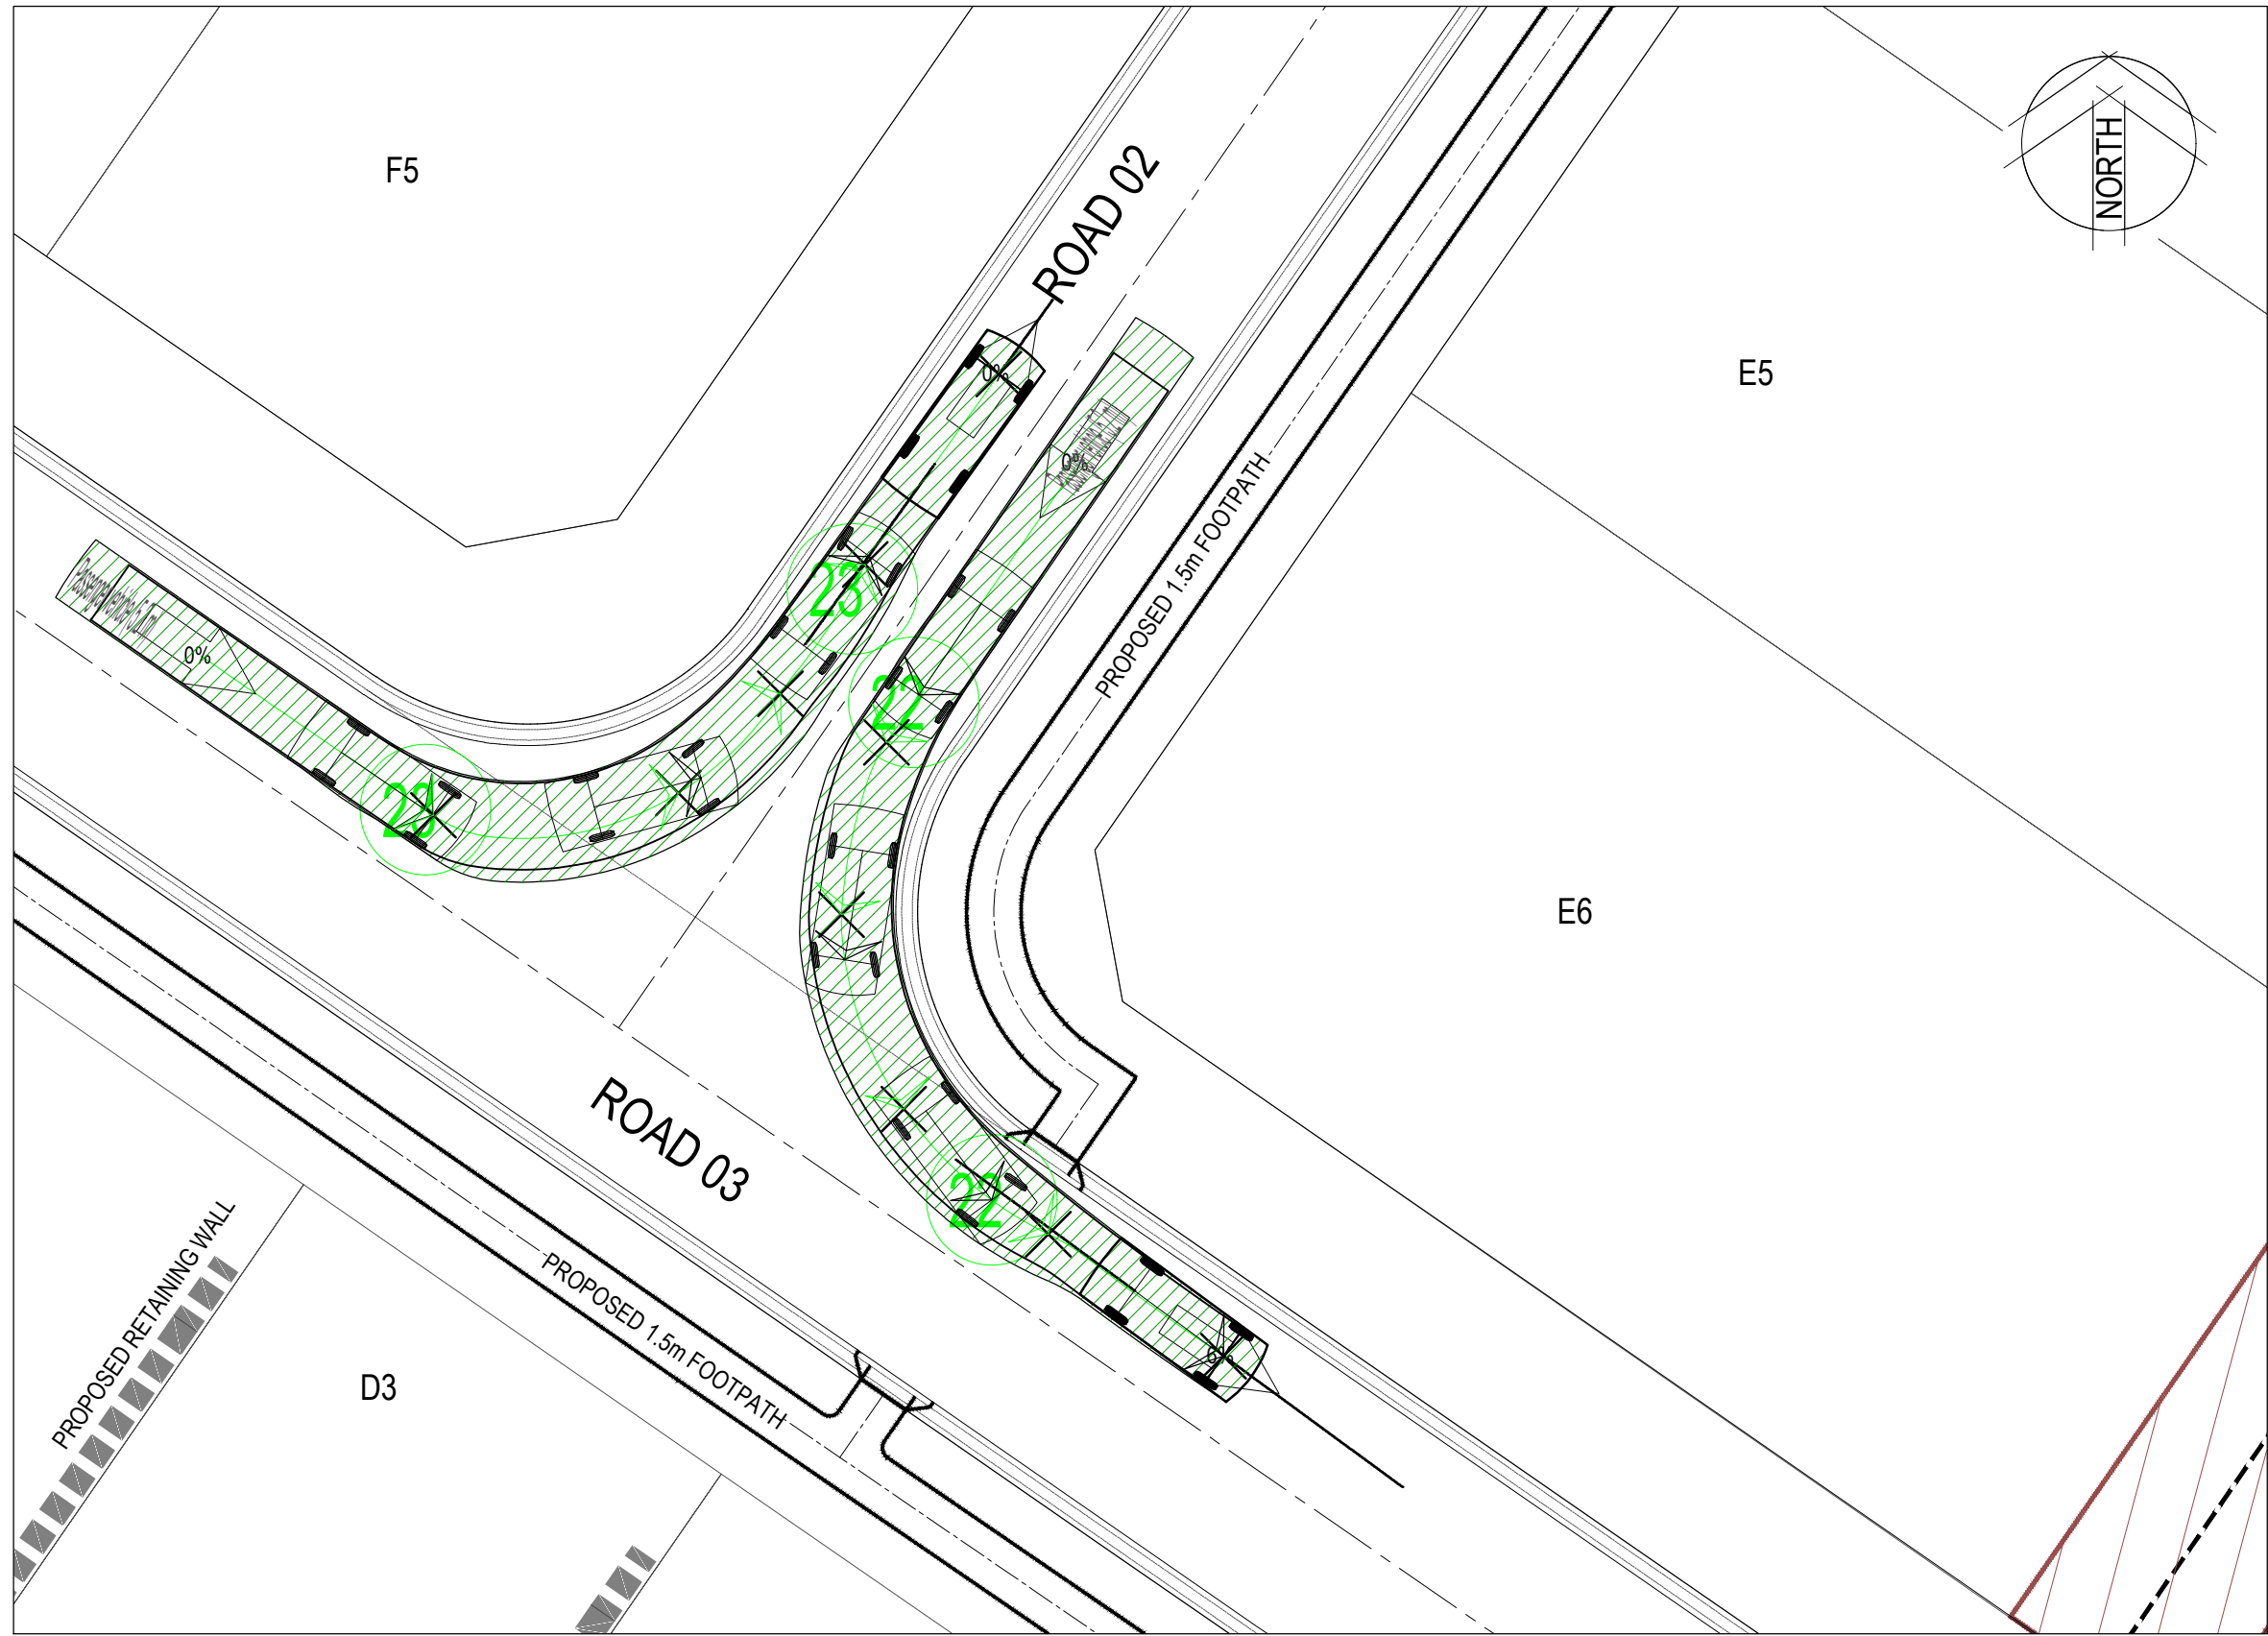 F5
ROAD 02
NORTH
0%
E5
0%
PROPOSED 1.5m FOOTPATH
23
0%
22
23
E6
ROAD 03
22
PROPOSED RETAINING WALL
PROPOSED 1.5m FOOTPATH
D3